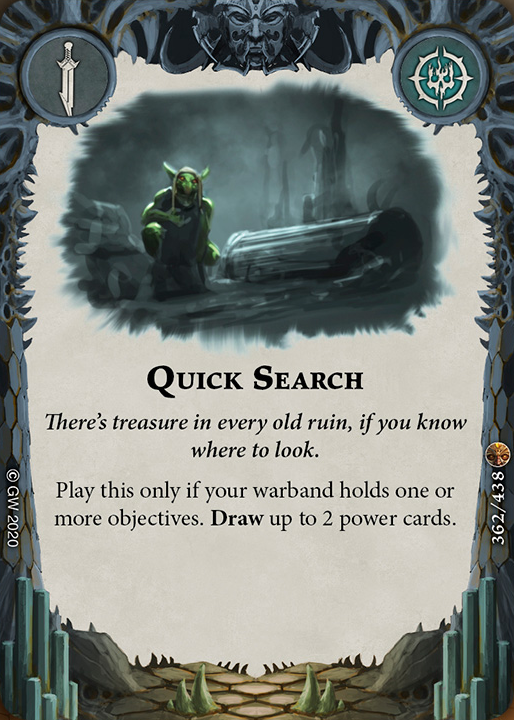 Quick Search
There's treasure in every old ruin, if you know
where to look.
Play this only if your warband holds one or
more objectives. Draw up to 2 power cards.
© GW 2020
362/438